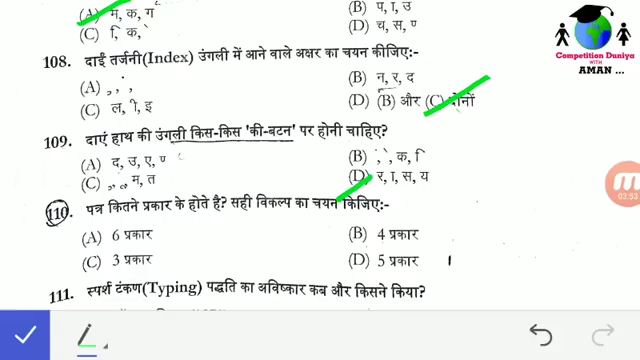 (A) म, क, ग (B) प, ा, उ
(C) ि, क, े (D) च, स, ण
108. दाईं तर्जनी(Index) उंगली में आने वाले अक्षर का चयन कीजिए:-
(A) (B) न, र, द
(C) ल, ी, इ (D) (B) और (C) दोनों
109. दाएं हाथ की उंगली किस-किस 'की-बटन' पर होनी चाहिए?
(A) द, उ, ए, ण (B) क, ि
(C) म, त (D) र, ा, स, य
110. पत्र कितने प्रकार के होते है? सही विकल्प का चयन किजिए:-
(A) 6 प्रकार (B) 4 प्रकार
(C) 3 प्रकार (D) 5 प्रकार
111. स्पर्श टंकण(Typing) पद्धति का अविष्कार कब और किसने किया?
Competition Duniya
WITH
AMAN ...
03:53